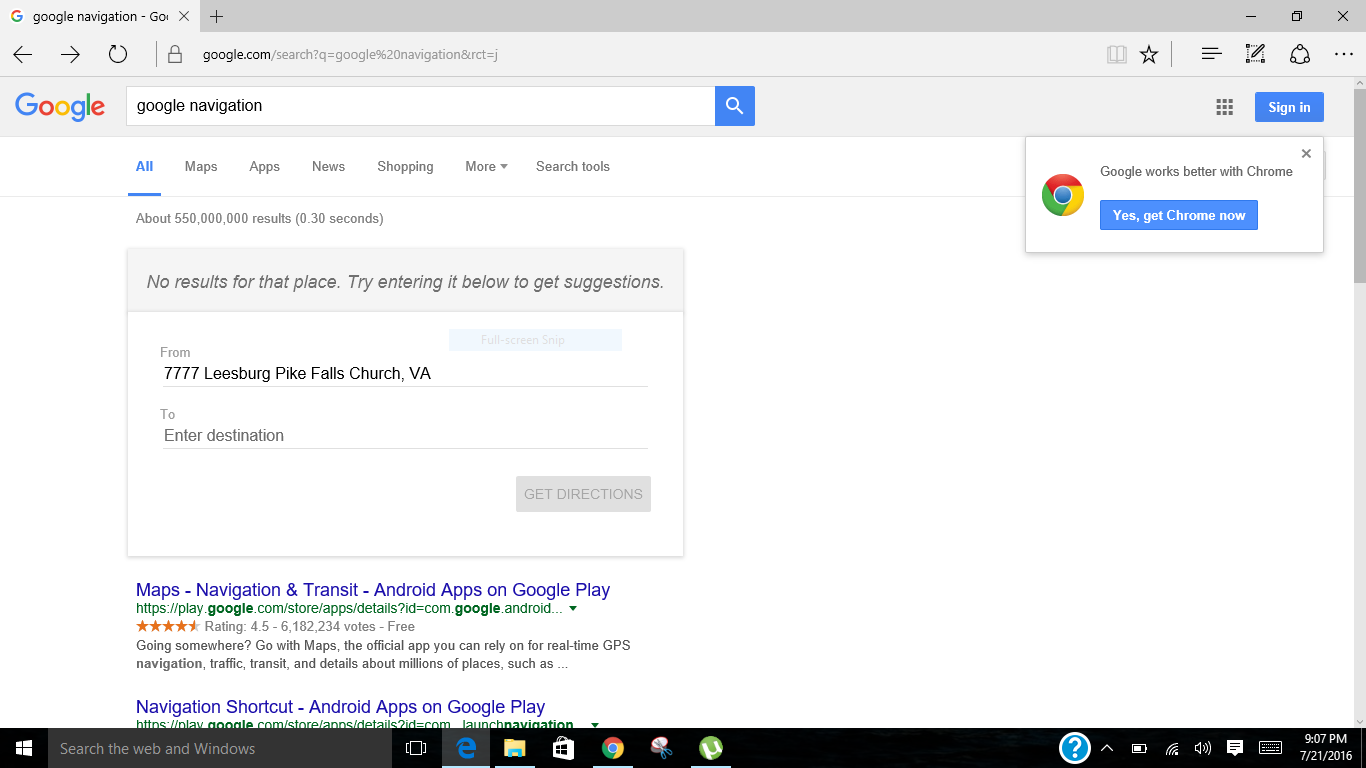 google navigation - Goo
google.com/search?q=google%20navigation&rct=j
Google
google navigation
Sign in
All Maps Apps News Shopping More Search tools
Google works better with Chrome
Yes, get Chrome now
About 550,000,000 results (0.30 seconds)
No results for that place. Try entering it below to get suggestions.
Full-screen Snip
From
7777 Leesburg Pike Falls Church, VA
To
Enter destination
GET DIRECTIONS
Maps - Navigation & Transit - Android Apps on Google Play
https://play.google.com/store/apps/details?id=com.google.android...
Rating: 4.5 - 6,182,234 votes - Free
Going somewhere? Go with Maps, the official app you can rely on for real-time GPS
navigation, traffic, transit, and details about millions of places, such as ...
Navigation Shortcut - Android Apps on Google Play
https://play.google.com/store/apps/details?id=com...launchnavigation...
Search the web and Windows
9:07 PM
7/21/2016